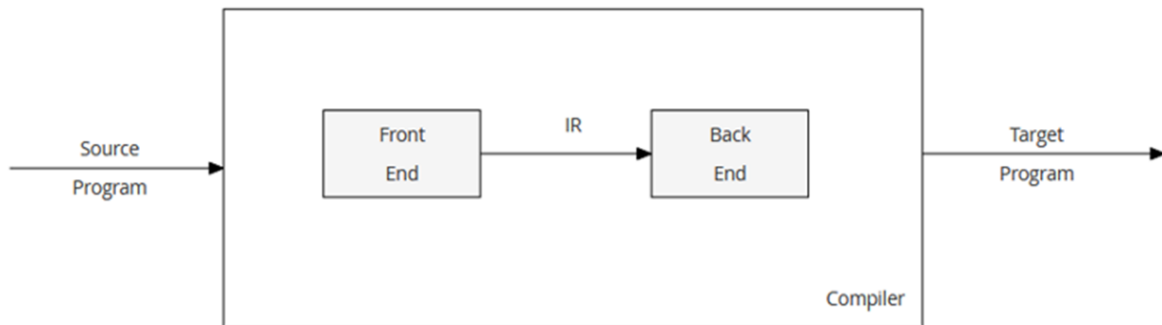 Source
Program
Front
End
IR
Back
End
Target
Program
Compiler